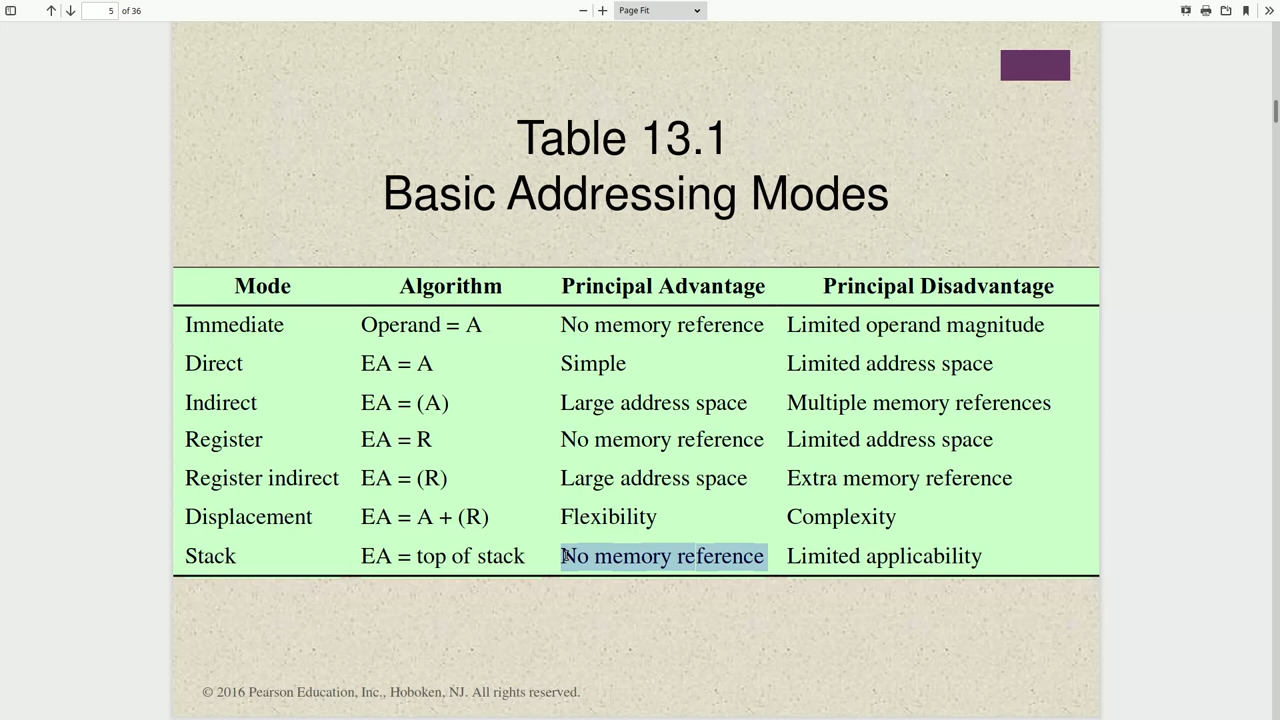 5 of 36 Page Fit
Table 13.1
Basic Addressing Modes
Mode Algorithm Principal Advantage Principal Disadvantage
Immediate Operand = A No memory reference Limited operand magnitude
Direct EA = A Simple Limited address space
Indirect EA = (A) Large address space Multiple memory references
Register EA = R No memory reference Limited address space
Register indirect EA = (R) Large address space Extra memory reference
Displacement EA = A + (R) Flexibility Complexity
Stack EA = top of stack No memory reference Limited applicability
© 2016 Pearson Education, Inc., Hoboken, NJ. All rights reserved.